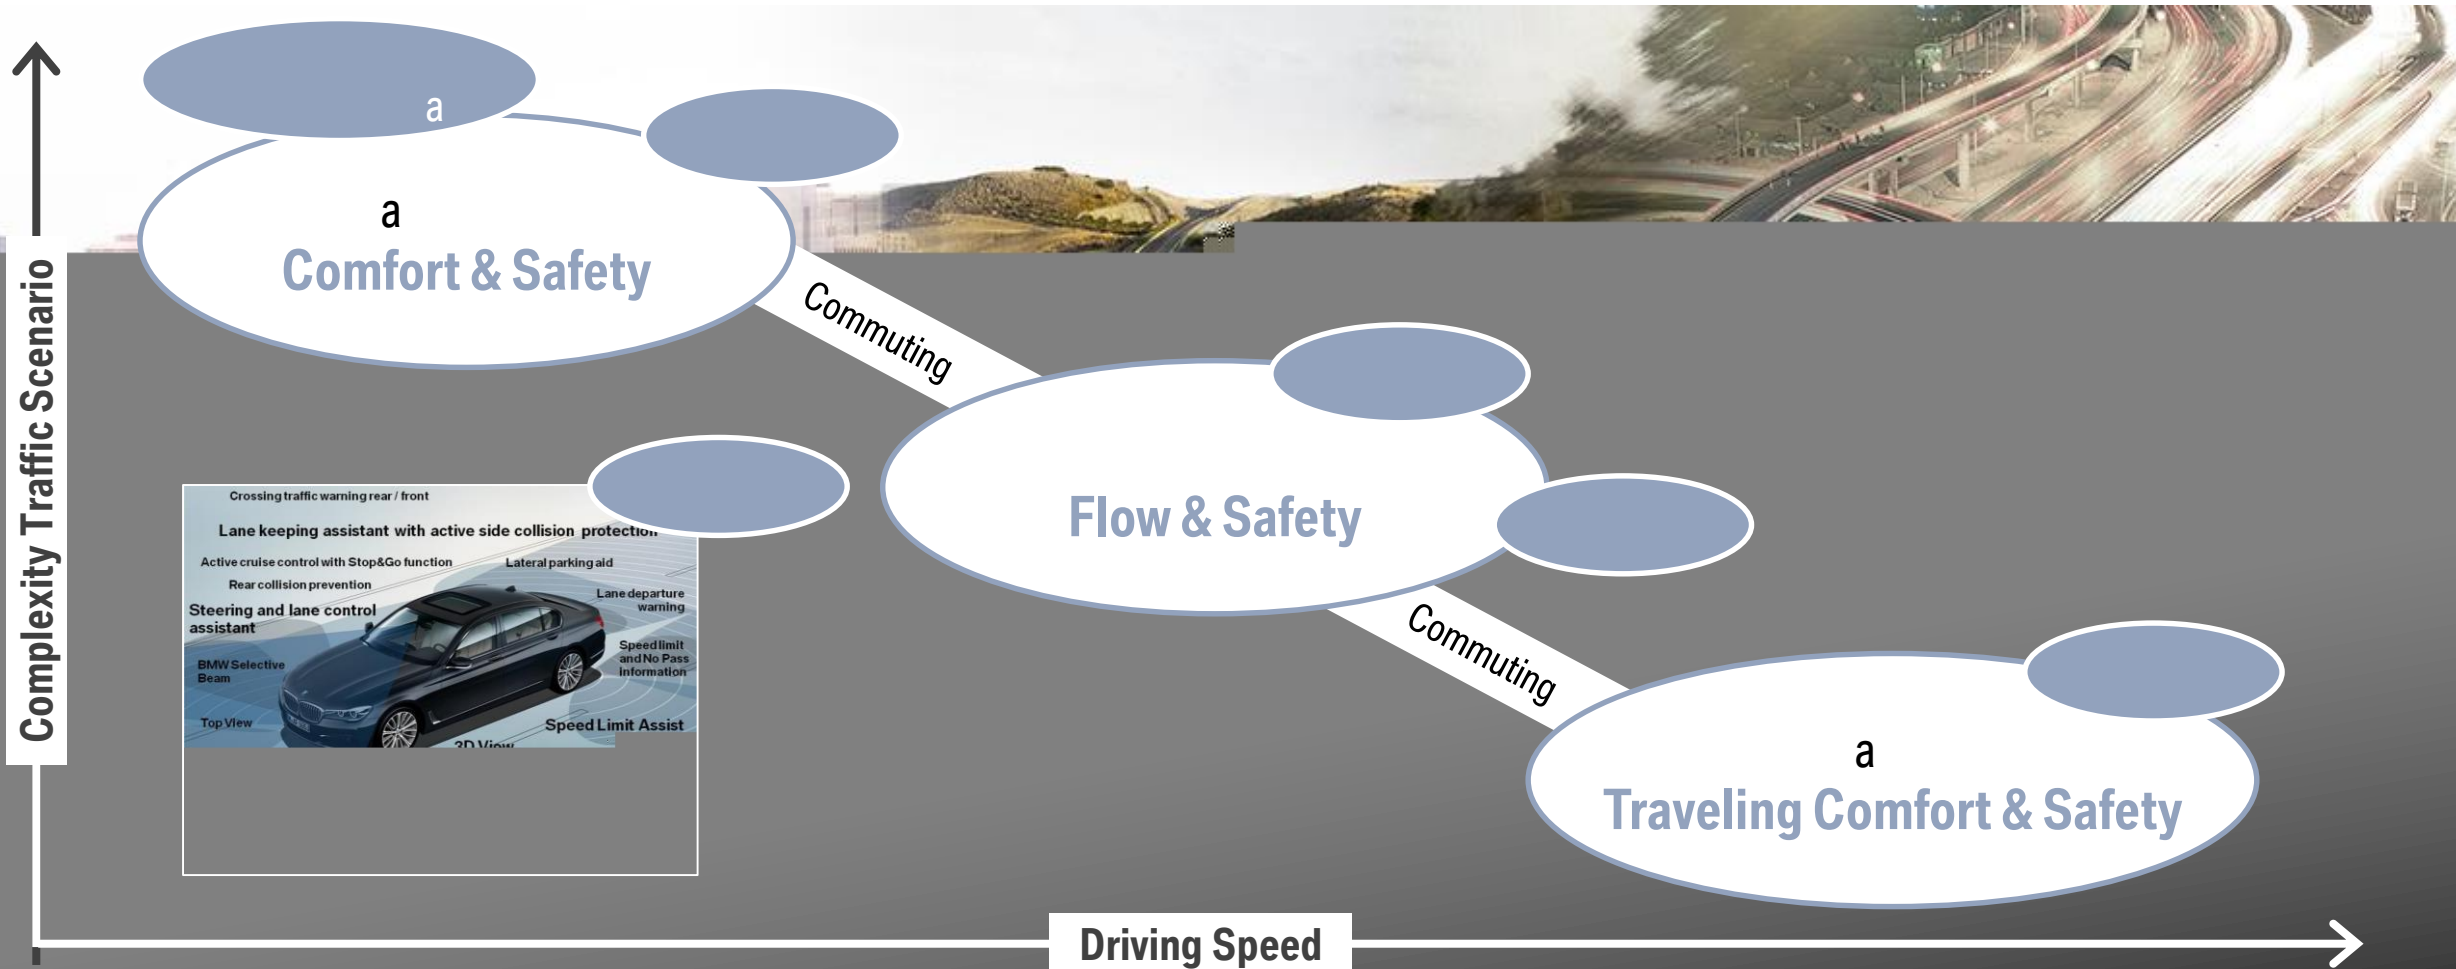 a
a
Comfort & Safety
Commuting
Complexity Traffic Scenario
Flow & Safety
Crossing traffic warning rear / front
Lane keeping assistant with active side collision protection
Active cruise control with Stop&Go function
Lateral parking aid
Rear collision prevention
Lane departure
warning
Steering and lane control
assistant
Speed limit
and No Pass
information
BMW Selective
Beam
Top View
Speed Limit Assist
3D View
Commuting
a
Traveling Comfort & Safety
Driving Speed